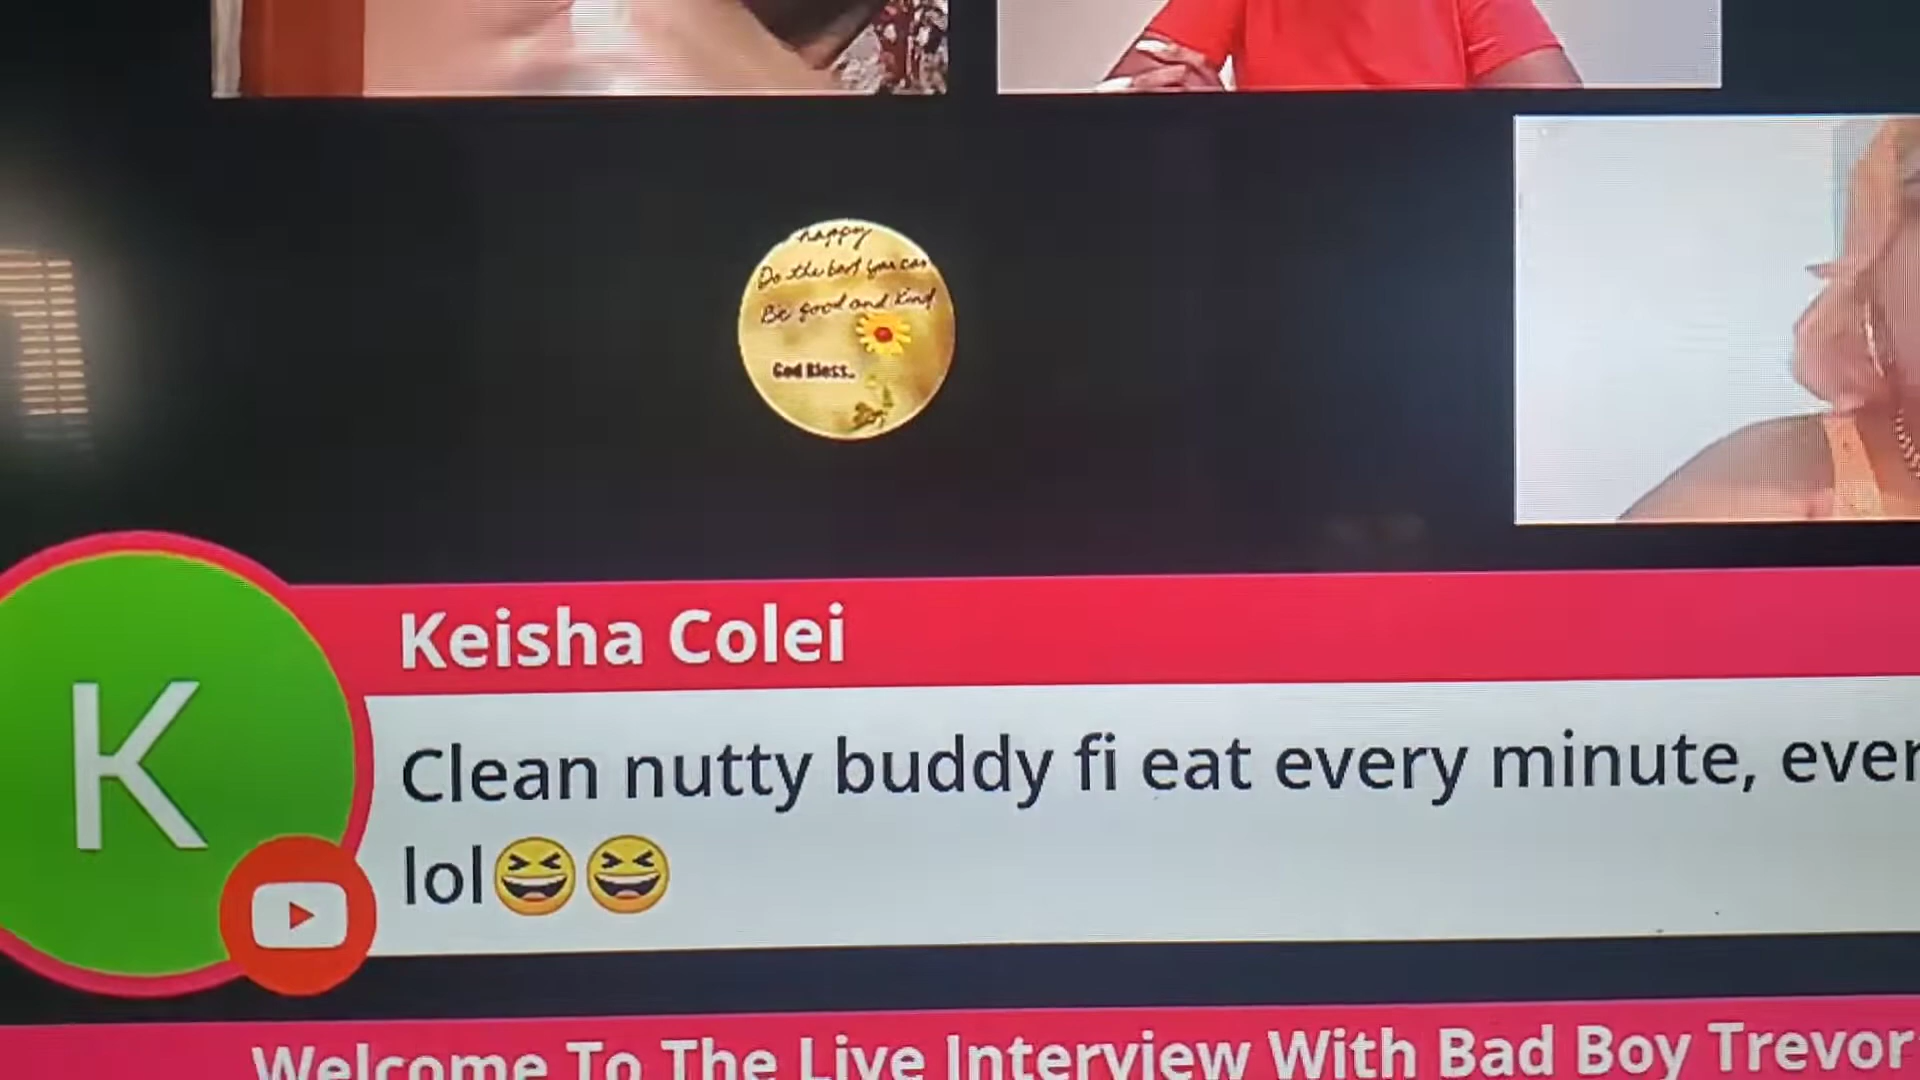 happy
Do the best you can
Be good and kind
God Bless..
Keisha Colei
K
Clean nutty buddy fi eat every minute, ever
lol😆😆
Welcome To The Live Interview With Bad Boy Trevor